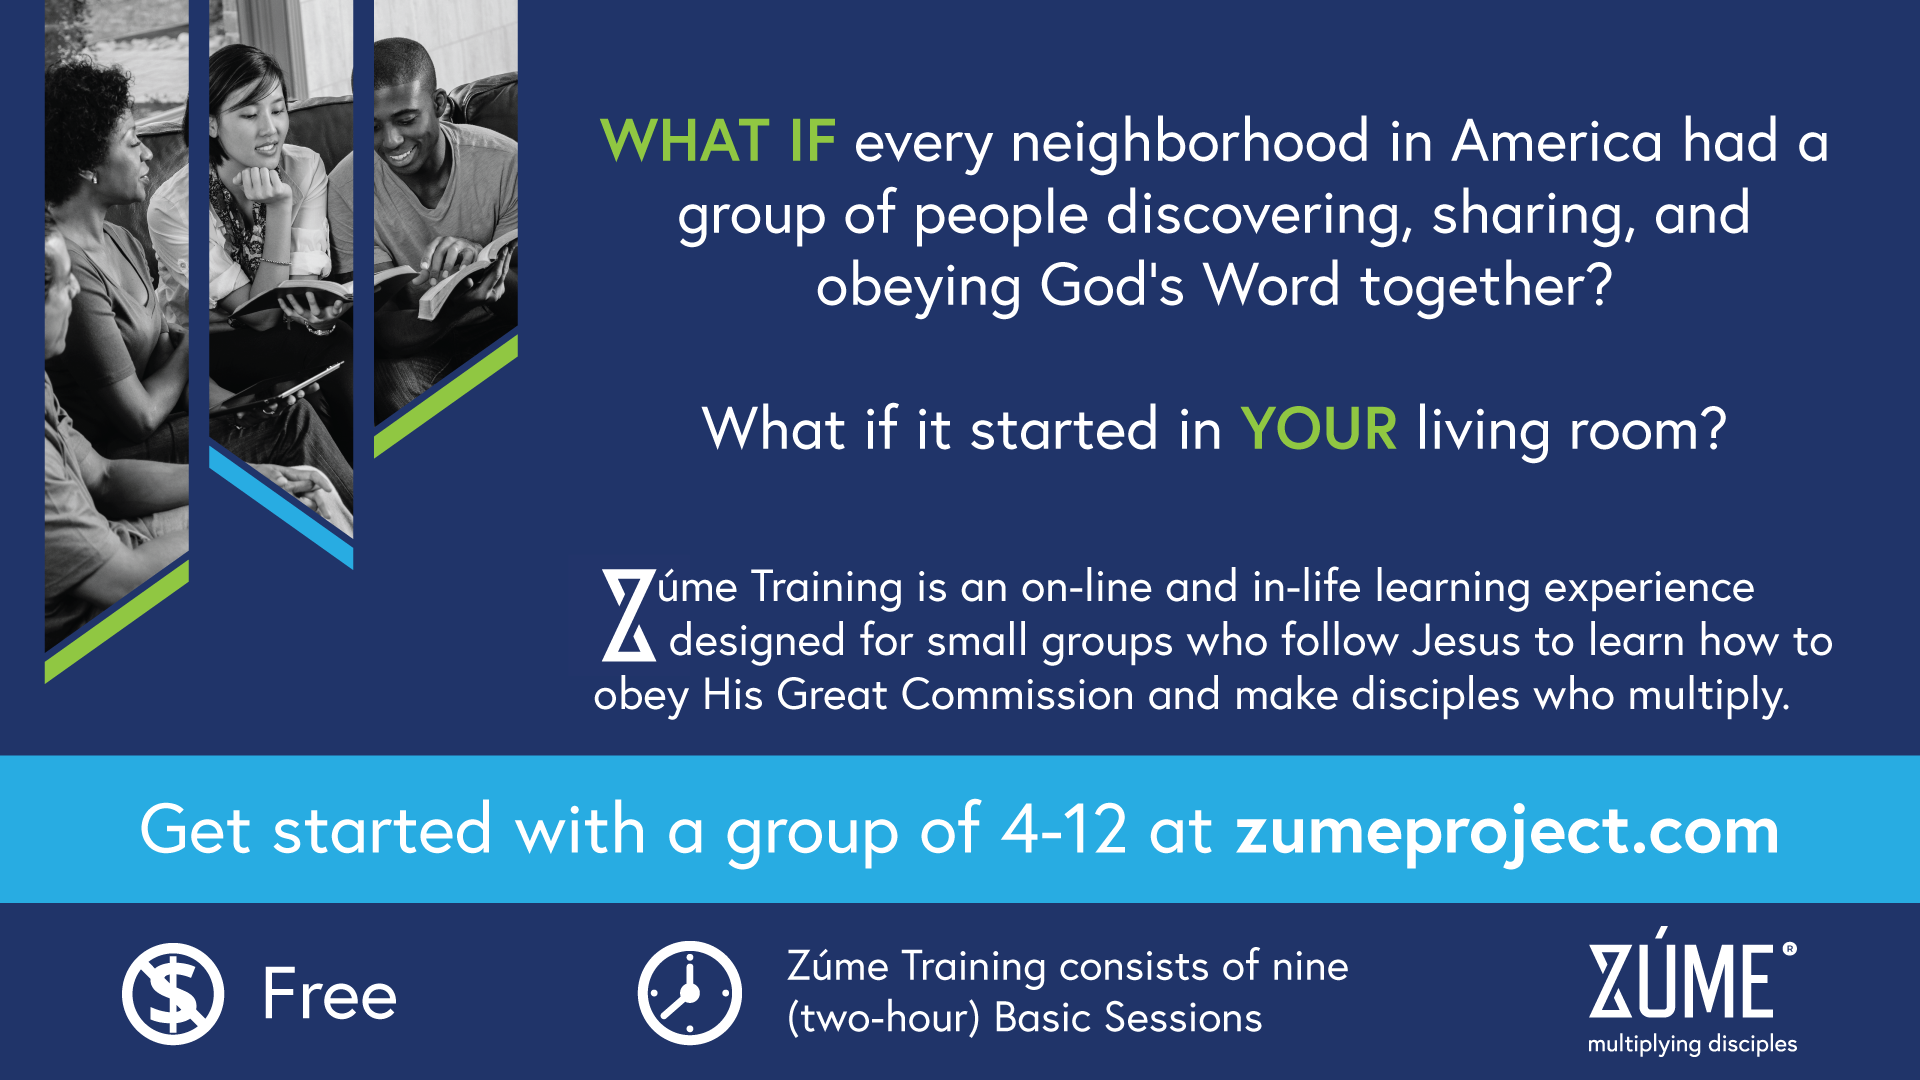 WHAT IF every neighborhood in America had a
group of people discovering, sharing, and
obeying God's Word together?
What if it started in YOUR living room?
Zúme Training is an on-line and in-life learning experience
designed for small groups who follow Jesus to learn how to
obey His Great Commission and make disciples who multiply.
Get started with a group of 4-12 at zumeproject.com
$ Free
Zúme Training consists of nine
(two-hour) Basic Sessions
ZÚME®
multiplying disciples